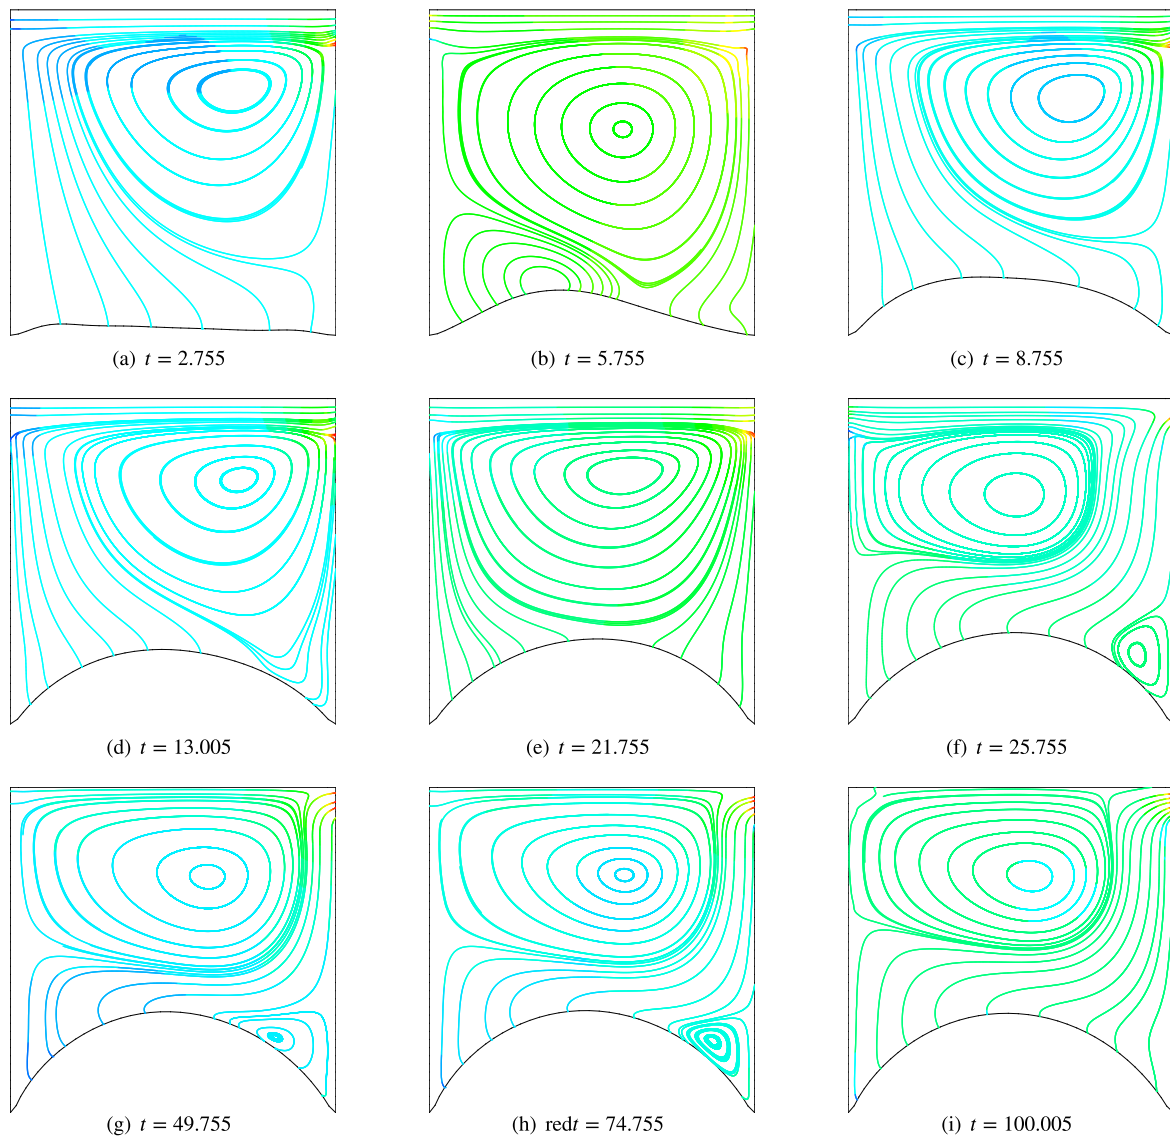 (a) t = 2.755
(b) t = 5.755
(c) t = 8.755
(d) t = 13.005
(e) t = 21.755
(f) t = 25.755
(g) t = 49.755
(h) redt = 74.755
(i) t = 100.005